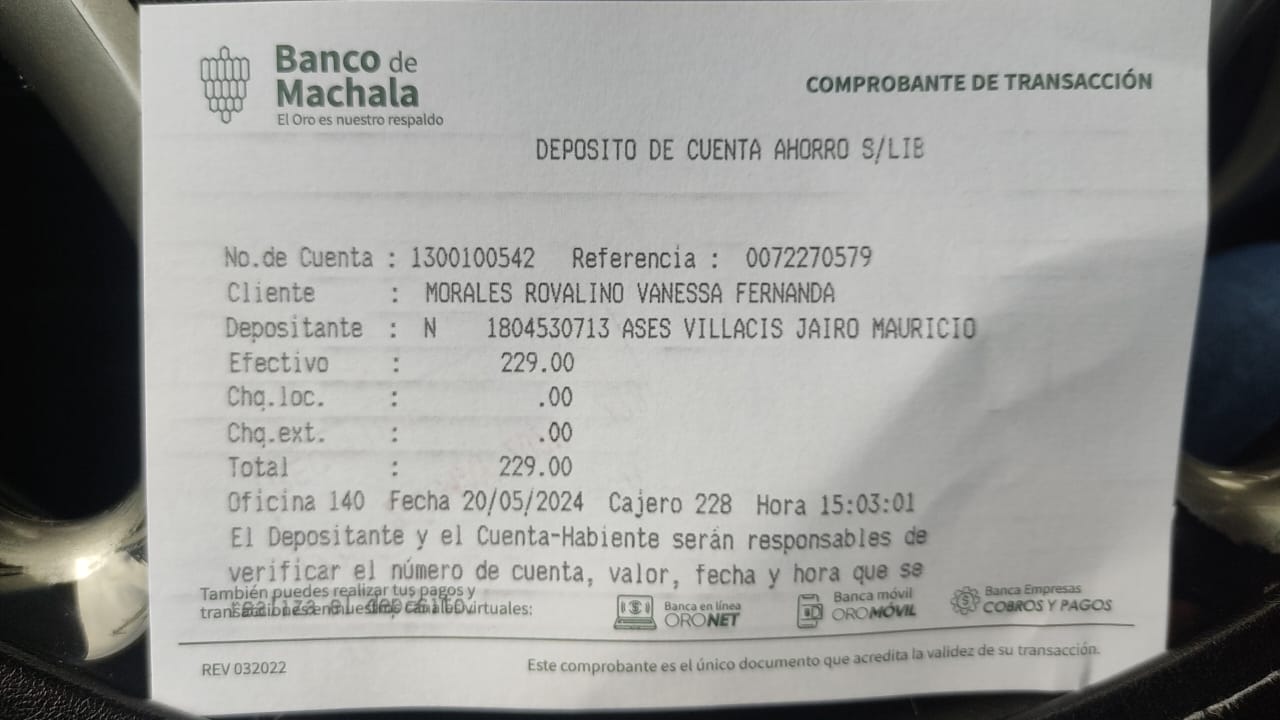 Banco de
Machala
El Oro es nuestro respaldo
COMPROBANTE DE TRANSACCIÓN
DEPOSITO DE CUENTA AHORRO S/LIB
No.de Cuenta : 1300100542 Referencia : 0072270579
Cliente : MORALES ROVALINO VANESSA FERNANDA
Depositante : N 1804530713 ASES VILLACIS JAIRO MAURICIO
Efectivo : 229.00
Chq.loc. : .00
Chq.ext. : .00
Total : 229.00
Oficina 140 Fecha 20/05/2024 Cajero 228 Hora 15:03:01
El Depositante y el Cuenta-Habiente serán responsables de
verificar el número de cuenta, valor, fecha y hora que se
También puedes realizar tus pagos y
transacciones en nuestros canales virtuales:
Banca en línea
ORONET
Banca móvil
OROMÓVIL
Banca Empresas
COBROS Y PAGOS
REV 032022
Este comprobante es el único documento que acredita la validez de su transacción.